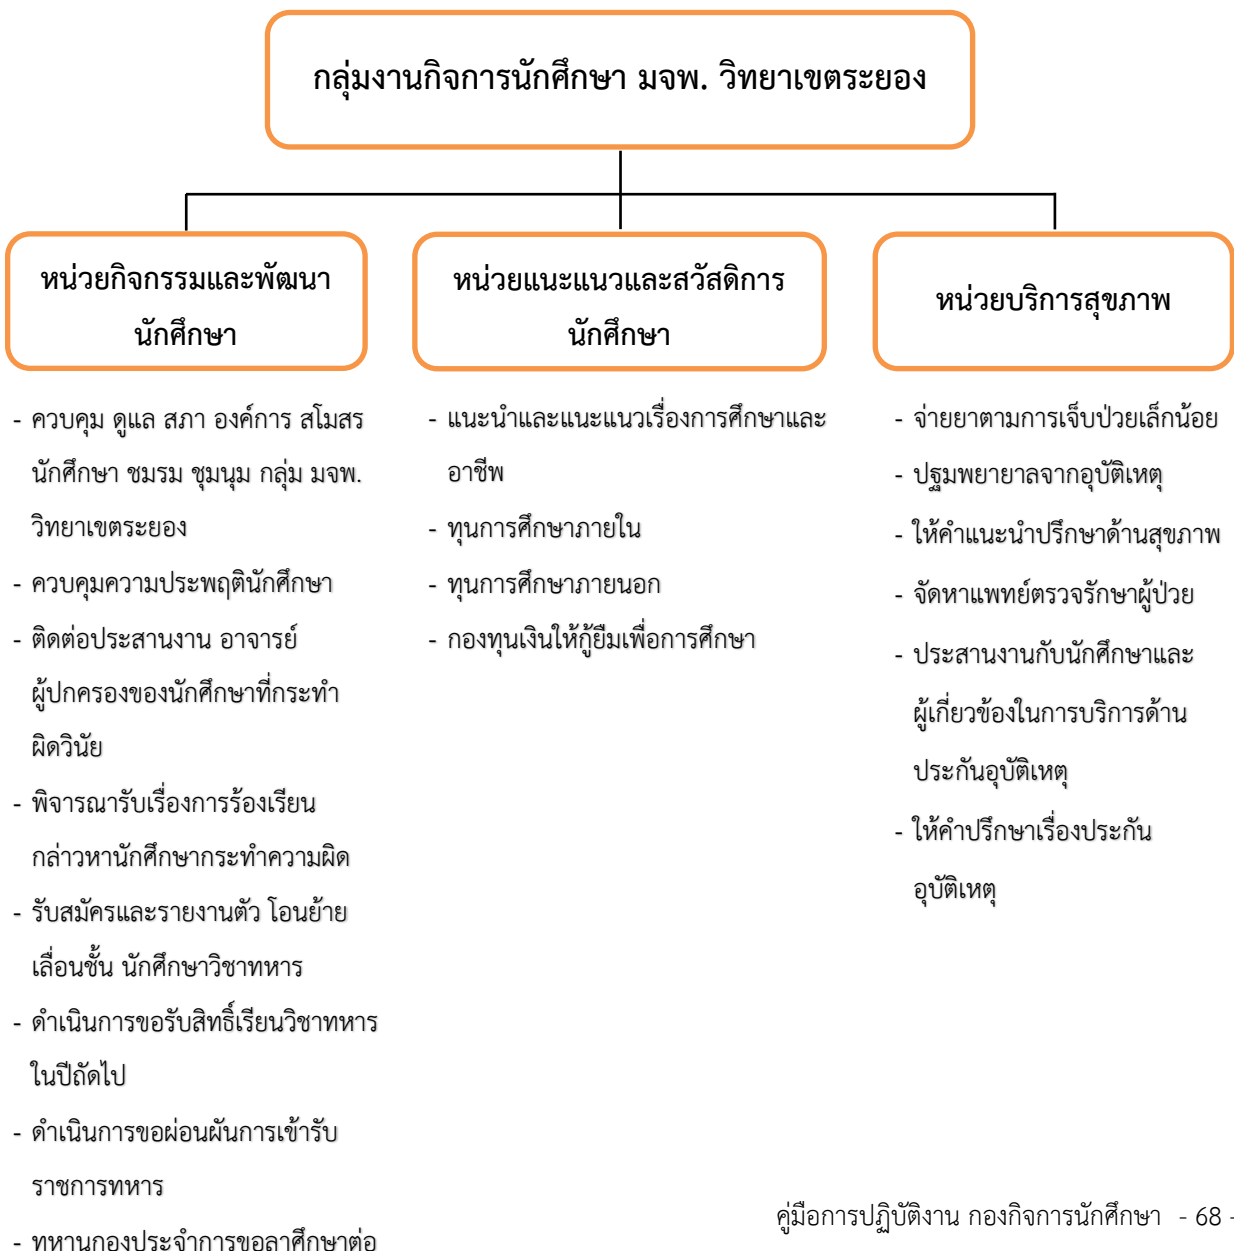 กลุ่มงานกิจการนักศึกษา มจพ. วิทยาเขตระยอง
หน่วยกิจกรรมและพัฒนา
นักศึกษา
- ควบคุม ดูแล สภา องค์การ สโมสร
นักศึกษา ชมรม ชุมนุม กลุ่ม มจพ.
วิทยาเขตระยอง
- ควบคุมความประพฤตินักศึกษา
- ติดต่อประสานงาน อาจารย์
ผู้ปกครองของนักศึกษาที่กระทำ
ผิดวินัย
- พิจารณารับเรื่องการร้องเรียน
กล่าวหานักศึกษากระทำความผิด
- รับสมัครและรายงานตัว โอนย้าย
เลื่อนชั้น นักศึกษาวิชาทหาร
- ดำเนินการขอรับสิทธิ์เรียนวิชาทหาร
ในปีถัดไป
- ดำเนินการขอผ่อนผันการเข้ารับ
ราชการทหาร
- ทหานกองประจำการขอลาศึกษาต่อ
หน่วยแนะแนวและสวัสดิการ
นักศึกษา
- แนะนำและแนะแนวเรื่องการศึกษาและ
อาชีพ
- ทุนการศึกษาภายใน
- ทุนการศึกษาภายนอก
- กองทุนเงินให้กู้ยืมเพื่อการศึกษา
หน่วยบริการสุขภาพ
- จ่ายยาตามการเจ็บป่วยเล็กน้อย
- ปฐมพยายาลจากอุบัติเหตุ
- ให้คำแนะนำปรึกษาด้านสุขภาพ
- จัดหาแพทย์ตรวจรักษาผู้ป่วย
- ประสานงานกับนักศึกษาและ
ผู้เกี่ยวข้องในการบริการด้าน
ประกันอุบัติเหตุ
- ให้คำปรึกษาเรื่องประกัน
อุบัติเหตุ
คู่มือการปฏิบัติงาน กองกิจการนักศึกษา - 68 -